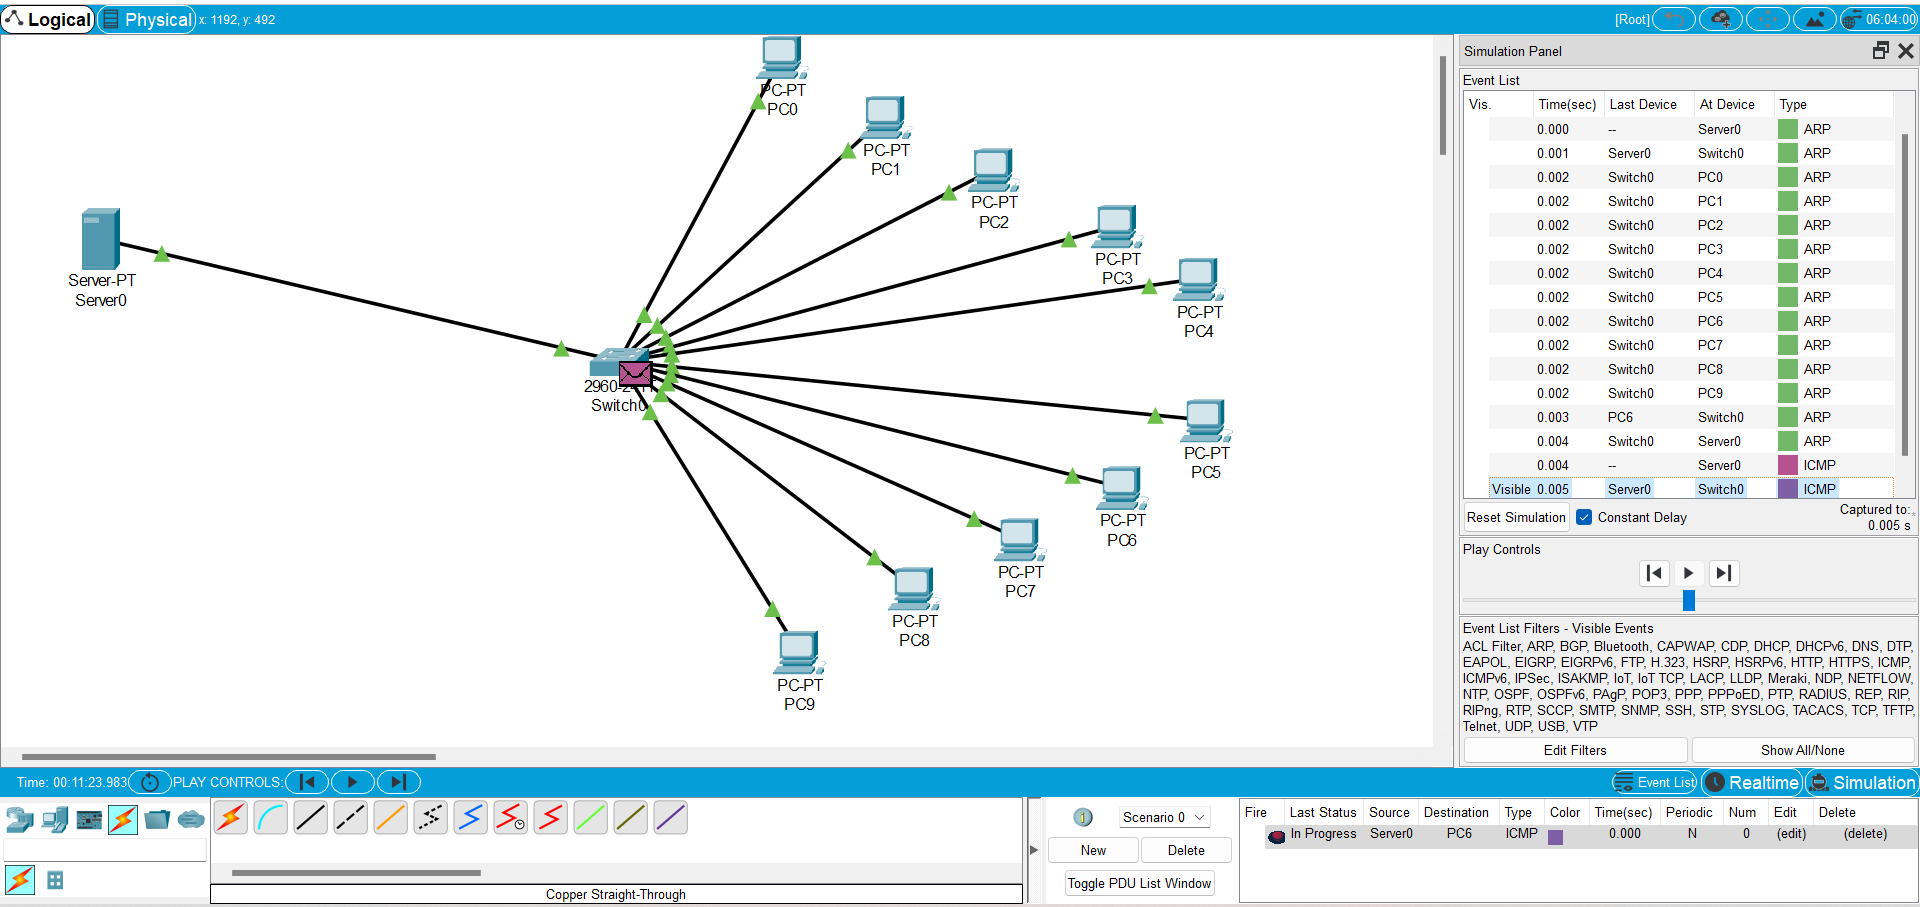 Logical Physical x: 1192, y: 492 [Root] 06:04:00
PC-PT
PC0
PC-PT
PC1
PC-PT
PC2
PC-PT
PC3
PC-PT
PC4
Server-PT
Server0
Switch0
PC-PT
PC5
PC-PT
PC6
PC-PT
PC7
PC-PT
PC8
PC-PT
PC9
Simulation Panel
Event List
Vis. Time(sec) Last Device At Device Type
0.000 -- Server0 ARP
0.001 Server0 Switch0 ARP
0.002 Switch0 PC0 ARP
0.002 Switch0 PC1 ARP
0.002 Switch0 PC2 ARP
0.002 Switch0 PC3 ARP
0.002 Switch0 PC4 ARP
0.002 Switch0 PC5 ARP
0.002 Switch0 PC6 ARP
0.002 Switch0 PC7 ARP
0.002 Switch0 PC8 ARP
0.002 Switch0 PC9 ARP
0.003 PC6 Switch0 ARP
0.004 Switch0 Server0 ARP
0.004 -- Server0 ICMP
Visible 0.005 Server0 Switch0 ICMP
Reset Simulation Constant Delay Captured to:
0.005 s
Play Controls
Event List Filters - Visible Events
ACL Filter, ARP, BGP, Bluetooth, CAPWAP, CDP, DHCP, DHCPv6, DNS, DTP,
EAPOL, EIGRP, EIGRPv6, FTP, H.323, HSRP, HSRPv6, HTTP, HTTPS, ICMP,
ICMPv6, IPSec, ISAKMP, IoT, IoT TCP, LACP, LLDP, Meraki, NDP, NETFLOW,
NTP, OSPF, OSPFv6, PAgP, POP3, PPP, PPPoED, PTP, RADIUS, REP, RIP,
RIPng, RTP, SCCP, SMTP, SNMP, SSH, STP, SYSLOG, TACACS, TCP, TFTP,
Telnet, UDP, USB, VTP
Edit Filters Show All/None
Time: 00:11:23.983 PLAY CONTROLS: Event List Realtime Simulation
Copper Straight-Through
Scenario 0
New Delete
Toggle PDU List Window
Fire Last Status Source Destination Type Color Time(sec) Periodic Num Edit Delete
In Progress Server0 PC6 ICMP 0.000 N 0 (edit) (delete)